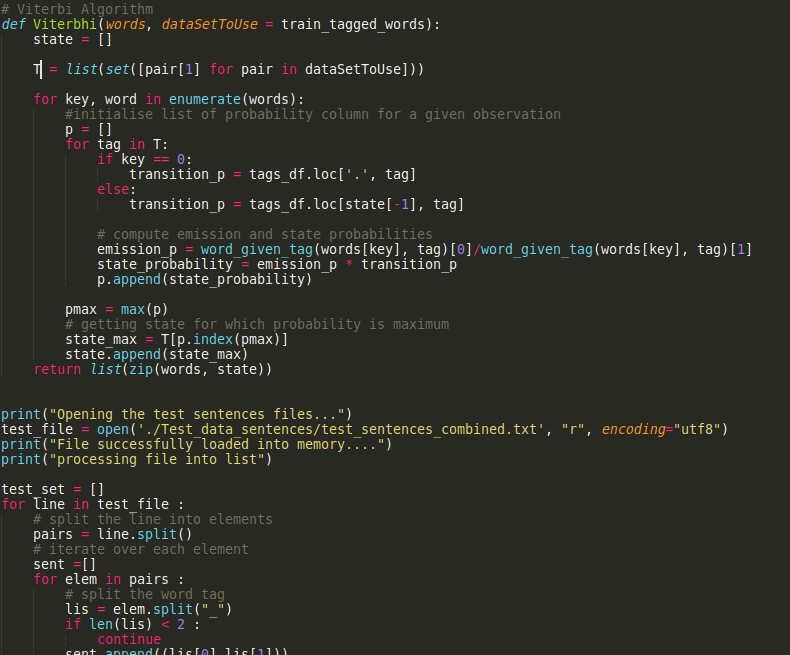 # Viterbi Algorithm
def Viterbhi(words, dataSetToUse = train_tagged_words):
    state = []

    T = list(set([pair[1] for pair in dataSetToUse]))

    for key, word in enumerate(words):
        #initialise list of probability column for a given observation
        p = []
        for tag in T:
            if key == 0:
                transition_p = tags_df.loc['.', tag]
            else:
                transition_p = tags_df.loc[state[-1], tag]

            # compute emission and state probabilities
            emission_p = word_given_tag(words[key], tag)[0]/word_given_tag(words[key], tag)[1]
            state_probability = emission_p * transition_p
            p.append(state_probability)

        pmax = max(p)
        # getting state for which probability is maximum
        state_max = T[p.index(pmax)]
        state.append(state_max)
    return list(zip(words, state))


print("Opening the test sentences files...")
test_file = open('./Test_data_sentences/test_sentences_combined.txt', "r", encoding="utf8")
print("File successfully loaded into memory....")
print("processing file into list")

test_set = []
for line in test_file :
    # split the line into elements
    pairs = line.split()
    # iterate over each element
    sent =[]
    for elem in pairs :
        # split the word tag
        lis = elem.split("_")
        if len(lis) < 2 :
            continue
        sent.append((lis[0],lis[1]))